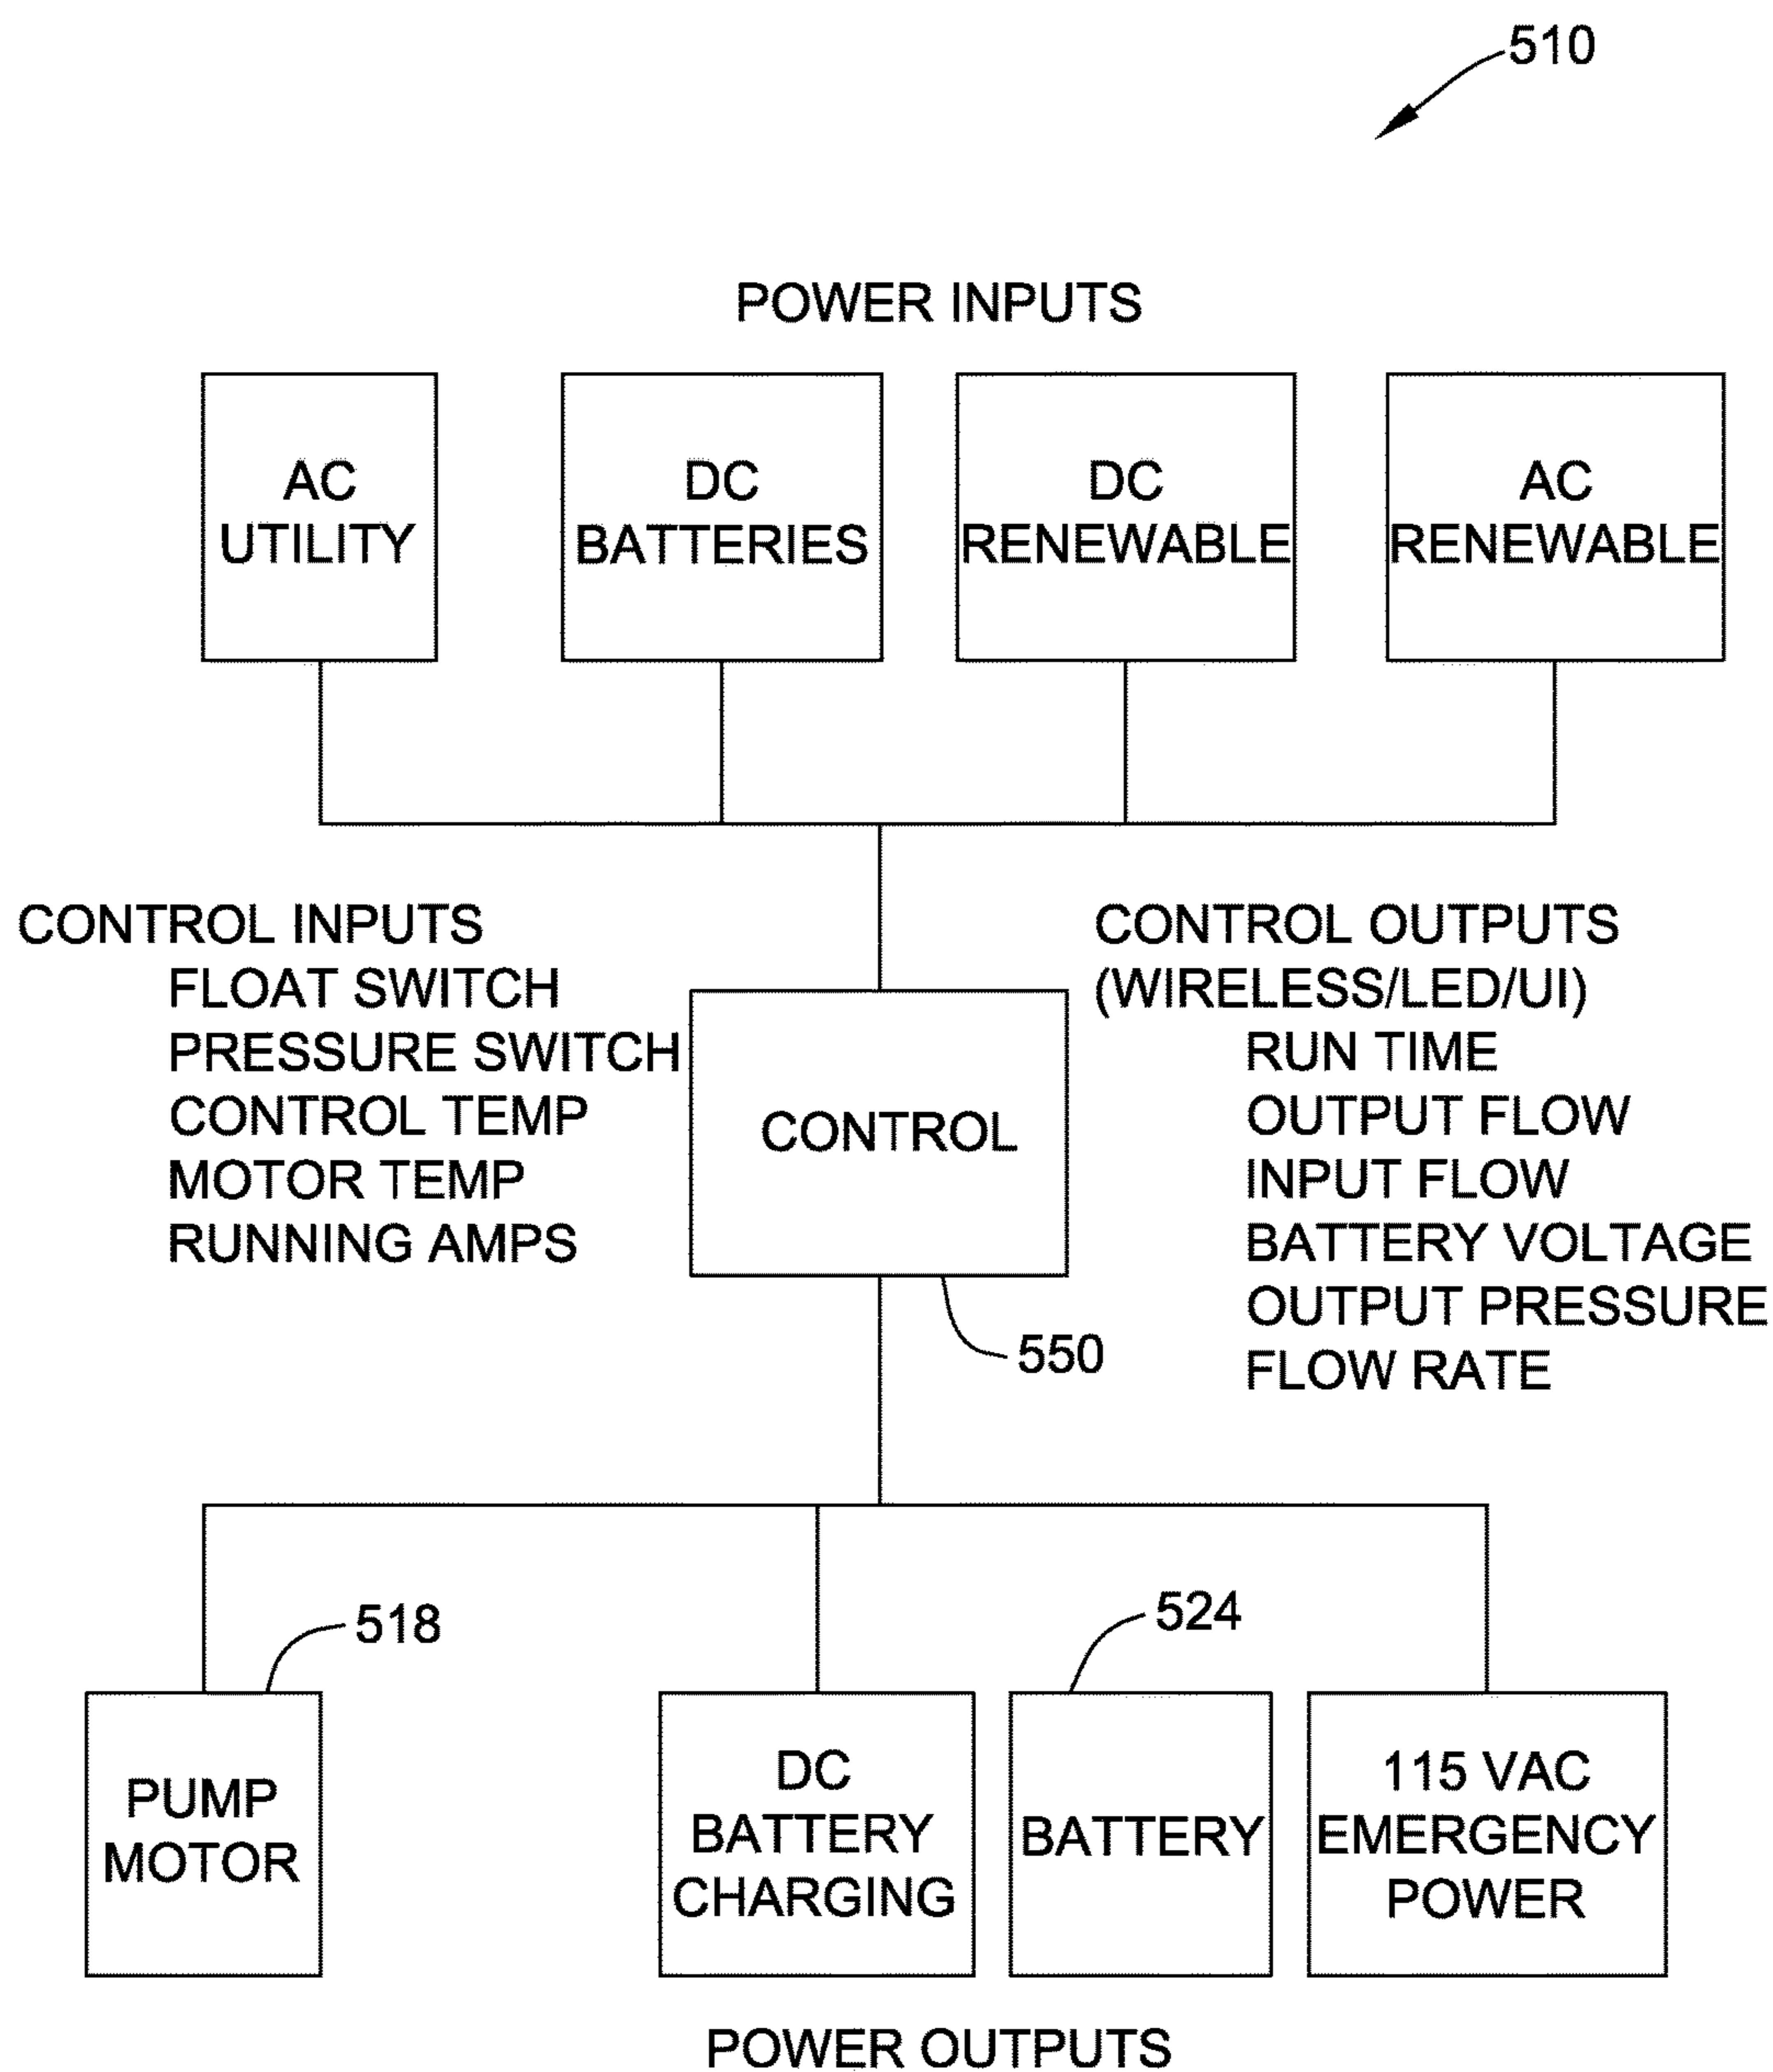 510
POWER INPUTS
AC
UTILITY
DC
BATTERIES
DC
RENEWABLE
AC
RENEWABLE
CONTROL INPUTS
FLOAT SWITCH
PRESSURE SWITCH
CONTROL TEMP
MOTOR TEMP
RUNNING AMPS
CONTROL
550
CONTROL OUTPUTS
(WIRELESS/LED/UI)
RUN TIME
OUTPUT FLOW
INPUT FLOW
BATTERY VOLTAGE
OUTPUT PRESSURE
FLOW RATE
518
PUMP
MOTOR
DC
BATTERY
CHARGING
524
BATTERY
115 VAC
EMERGENCY
POWER
POWER OUTPUTS